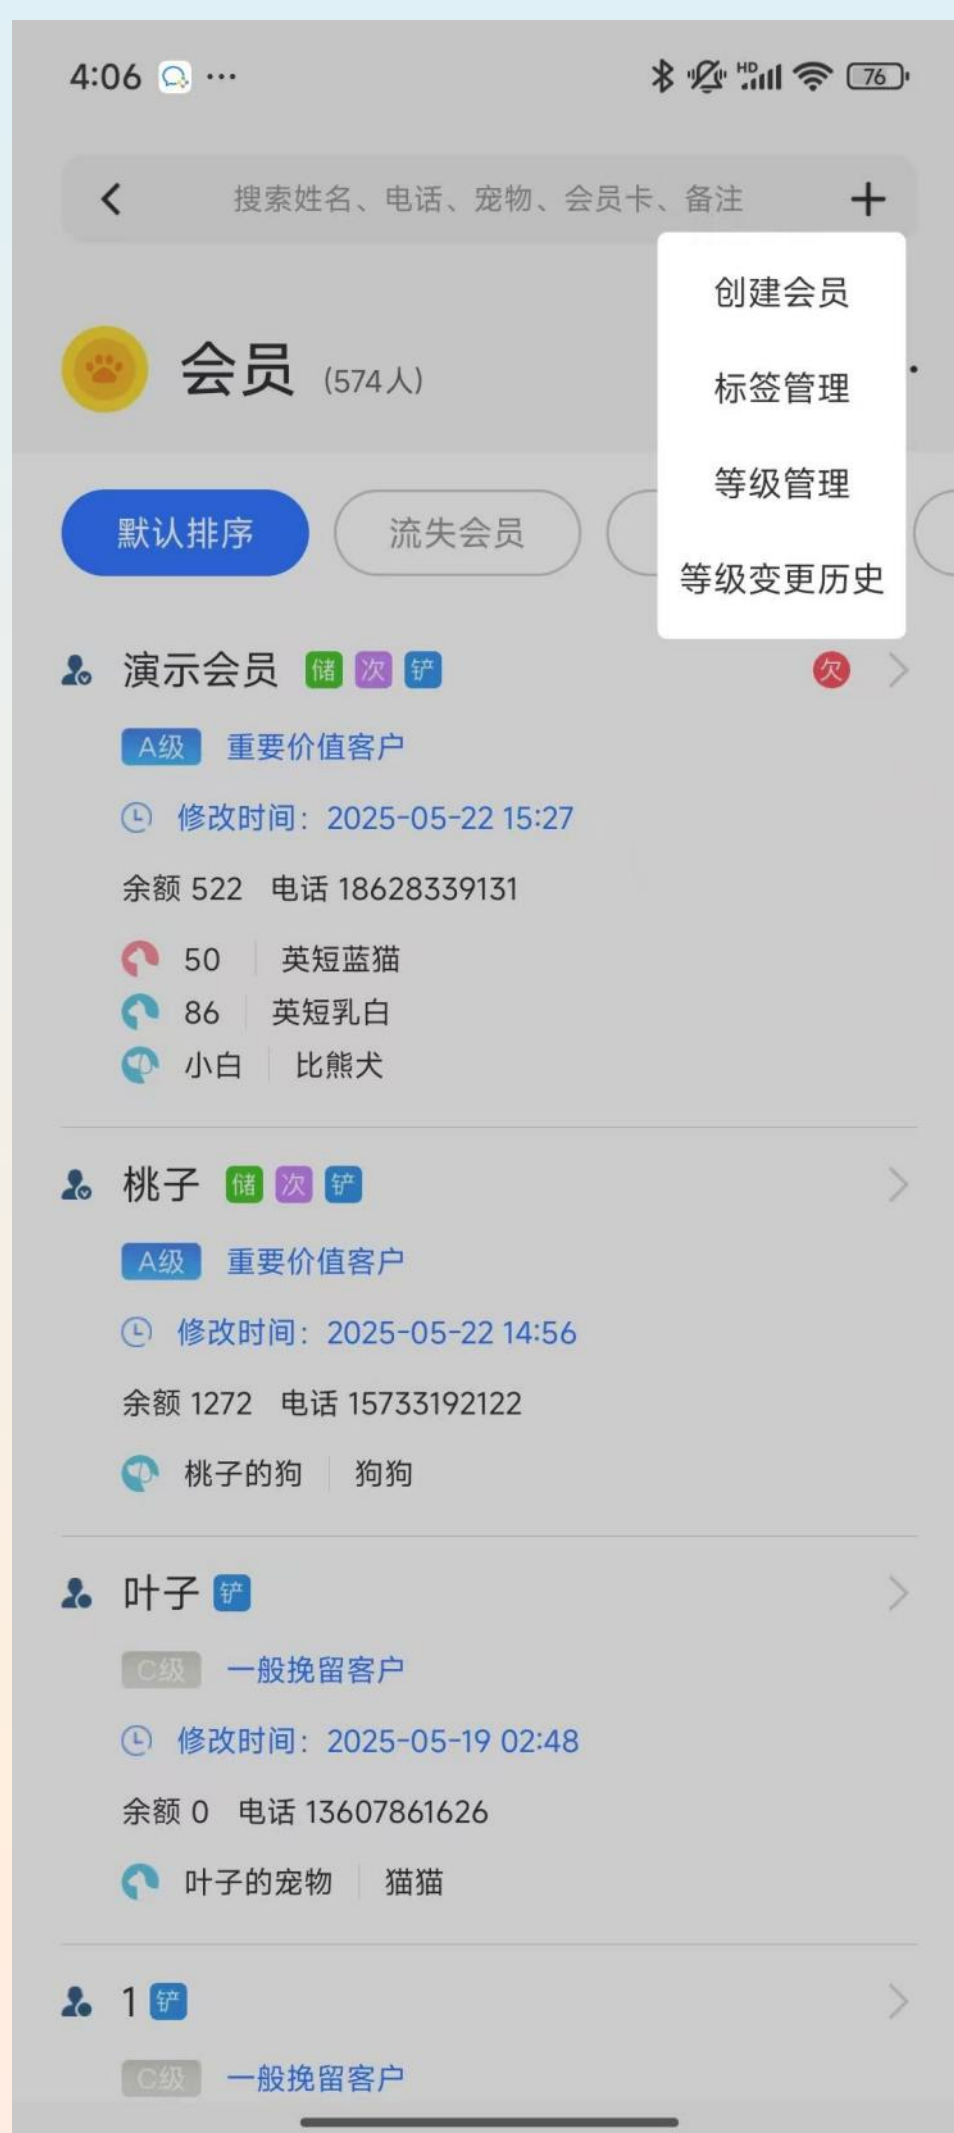 4:06 ... HD 76
搜索姓名、电话、宠物、会员卡、备注
创建会员
会员 (574人)
标签管理
等级管理
默认排序 流失会员
等级变更历史
演示会员 储 次 铲 欠
A级 重要价值客户
修改时间：2025-05-22 15:27
余额 522 电话 18628339131
50 英短蓝猫
86 英短乳白
小白 比熊犬
桃子 储 次 铲
A级 重要价值客户
修改时间：2025-05-22 14:56
余额 1272 电话 15733192122
桃子的狗 狗狗
叶子 铲
C级 一般挽留客户
修改时间：2025-05-19 02:48
余额 0 电话 13607861626
叶子的宠物 猫猫
1 铲
C级 一般挽留客户